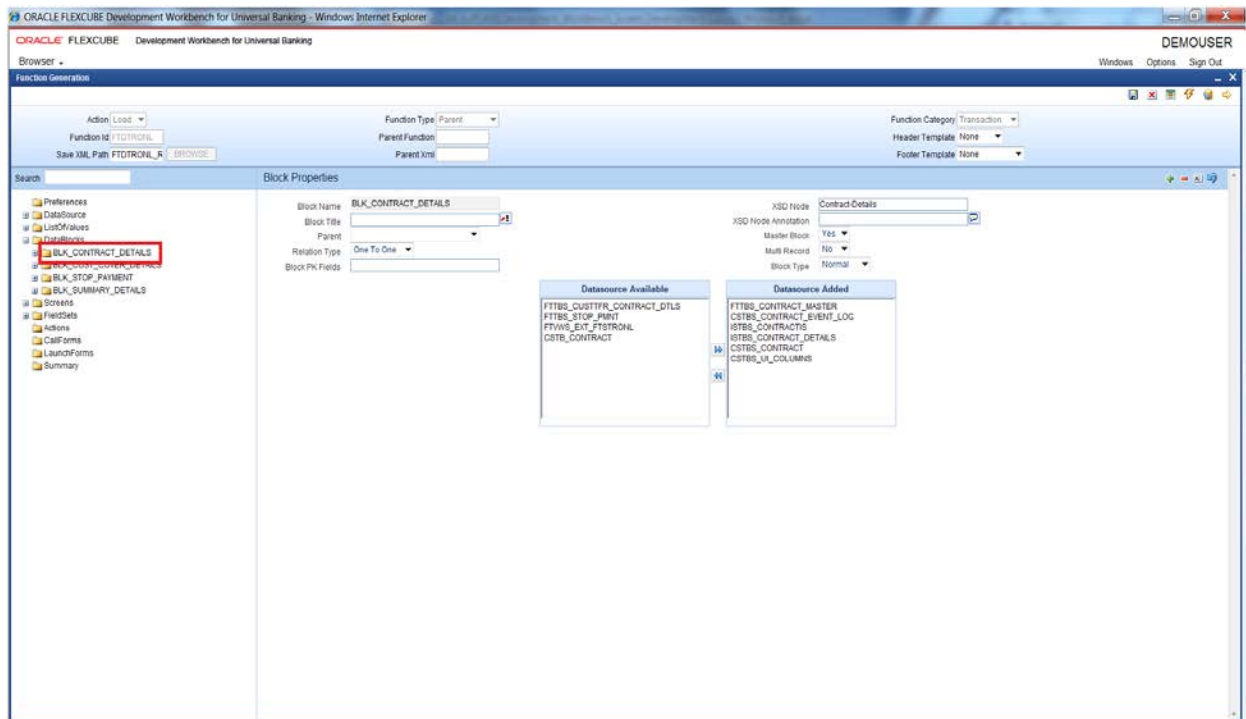 ORACLE FLEXCUBE Development Workbench for Universal Banking - Windows Internet Explorer
ORACLE FLEXCUBE Development Workbench for Universal Banking
DEMOUSER
Browser
Windows Options Sign Out
Function Generation
Action Load
Function Type Parent
Function Category Transaction
Function Id FTDTRONL
Parent Function
Header Template None
Save XML Path FTDTRONL_R BROWSE
Parent Xml
Footer Template None
Search
Block Properties
Preferences
DataSource
ListOfValues
DataBlocks
BLK_CONTRACT_DETAILS
BLK_CUST_COVER_DETAILS
BLK_STOP_PAYMENT
BLK_SUMMARY_DETAILS
Screens
FieldSets
Actions
CallForms
LaunchForms
Summary
Block Name BLK_CONTRACT_DETAILS
XSD Node Contract-Details
Block Title
XSD Node Annotation
Parent
Master Block Yes
Relation Type One To One
Multi Record No
Block PK Fields
Block Type Normal
Datasource Available
FTTBS_CUSTTFR_CONTRACT_DTLS
FTTBS_STOP_PMNT
FTVWS_EXT_FTSTRONL
CSTB_CONTRACT
Datasource Added
FTTBS_CONTRACT_MASTER
CSTBS_CONTRACT_EVENT_LOG
ISTBS_CONTRACTIS
ISTBS_CONTRACT_DETAILS
CSTBS_CONTRACT
CSTBS_UI_COLUMNS